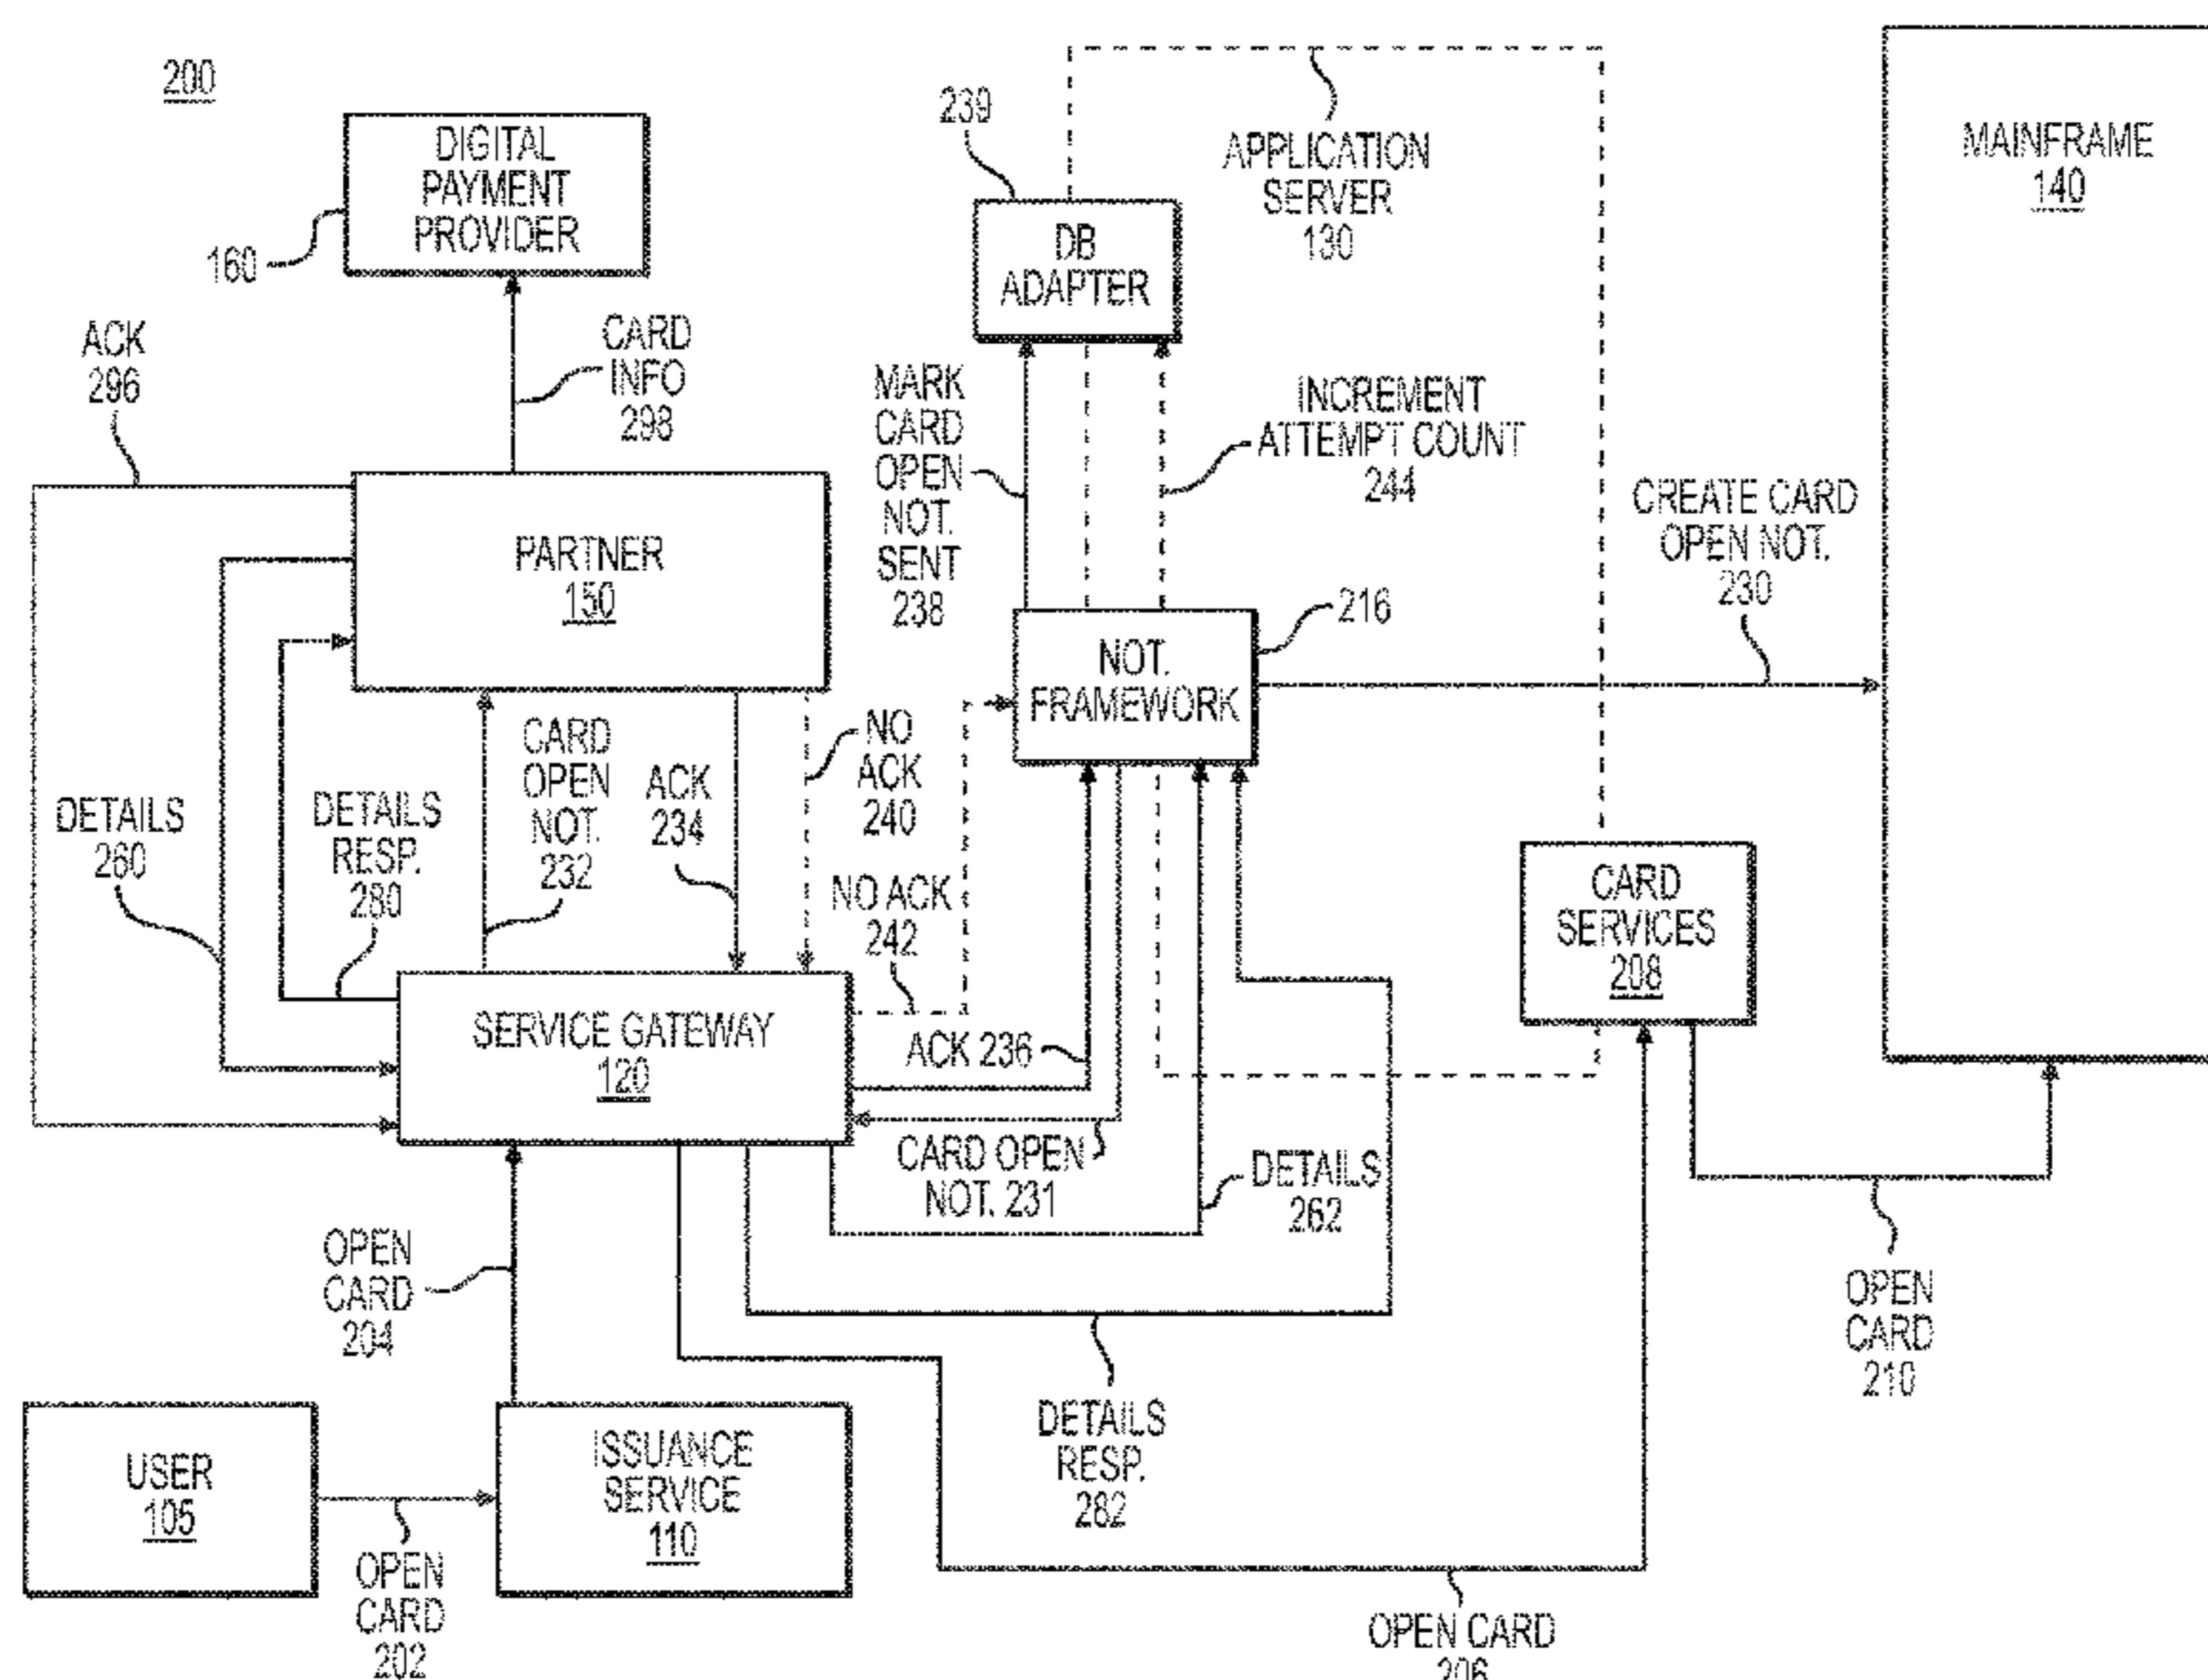 200
DIGITAL
PAYMENT
PROVIDER
160
239
DB
ADAPTER
APPLICATION
SERVER
130
MAINFRAME
140
ACK
296
CARD
INFO
298
MARK
CARD
OPEN
NOT.
SENT
238
INCREMENT
ATTEMPT COUNT
244
CREATE CARD
OPEN NOT.
230
PARTNER
150
216
NOT.
FRAMEWORK
DETAILS
260
DETAILS
RESP.
280
CARD
OPEN
NOT.
232
ACK
234
NO
ACK
240
NO ACK
242
CARD
SERVICES
208
SERVICE GATEWAY
120
ACK 236
CARD OPEN
NOT. 231
DETAILS
262
OPEN
CARD
204
OPEN
CARD
210
DETAILS
RESP.
282
USER
105
ISSUANCE
SERVICE
110
OPEN
CARD
202
OPEN CARD
206